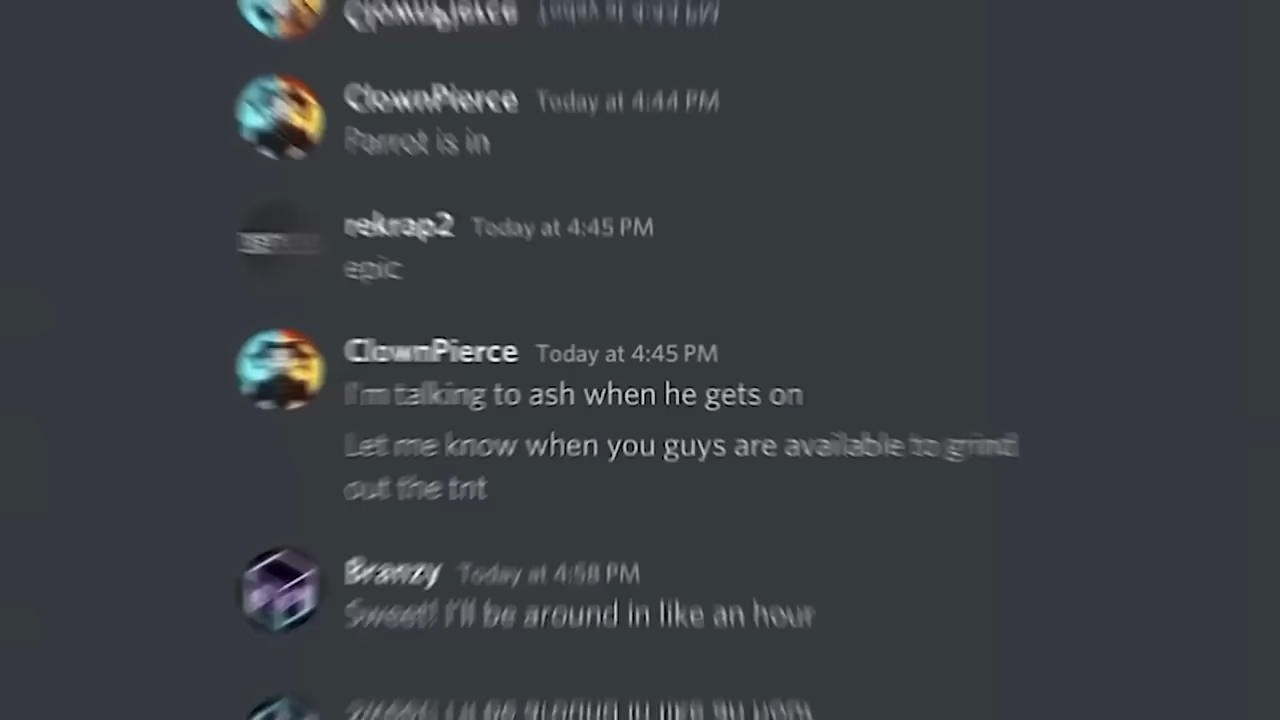 ClownPierce
ClownPierce Today at 4:44 PM
Parrot is in
rekrap2 Today at 4:45 PM
epic
ClownPierce Today at 4:45 PM
I'm talking to ash when he gets on
Let me know when you guys are available to grind
out the tnt
Branzy Today at 4:58 PM
Sweet! I'll be around in like an hour